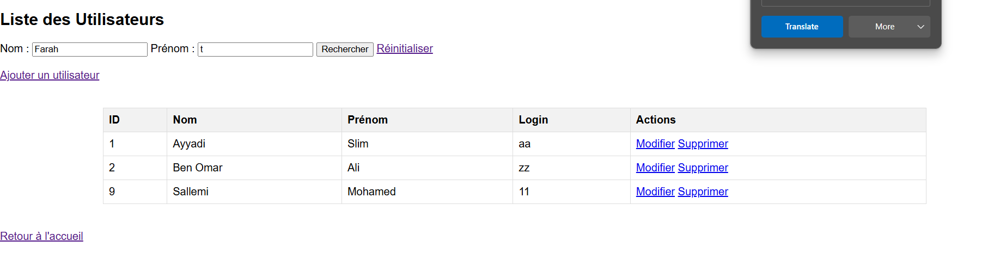 Translate More
Liste des Utilisateurs
Nom : Farah Prénom : t Rechercher Réinitialiser
Ajouter un utilisateur
ID Nom Prénom Login Actions
1 Ayyadi Slim aa Modifier Supprimer
2 Ben Omar Ali zz Modifier Supprimer
9 Sallemi Mohamed 11 Modifier Supprimer
Retour à l'accueil